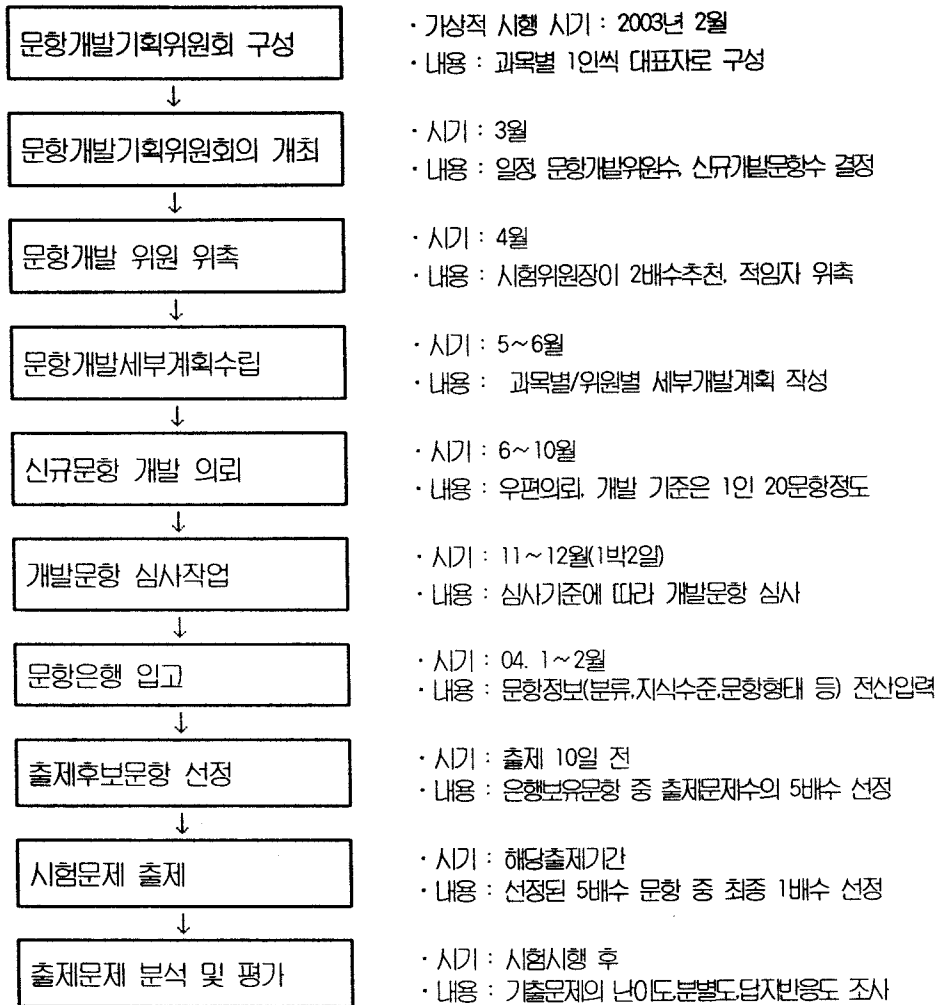 문항개발기획위원회 구성
· 가상적 시행 시기 : 2003년 2월
· 내용 : 과목별 1인씩 대표자로 구성
↓
문항개발기획위원회의 개최
· 시기 : 3월
· 내용 : 일정, 문항개발위원수, 신규개발문항수 결정
↓
문항개발 위원 위촉
· 시기 : 4월
· 내용 : 시험위원장이 2배수추천, 적임자 위촉
↓
문항개발세부계획수립
· 시기 : 5~6월
· 내용 : 과목별/위원별 세부개발계획 작성
↓
신규문항 개발 의뢰
· 시기 : 6~10월
· 내용 : 우편의뢰, 개발 기준은 1인 20문항정도
↓
개발문항 심사작업
· 시기 : 11~12월(1박2일)
· 내용 : 심사기준에 따라 개발문항 심사
↓
문항은행 입고
· 시기 : 04. 1~2월
· 내용 : 문항정보(분류,지식수준,문항형태 등) 전산입력
↓
출제후보문항 선정
· 시기 : 출제 10일 전
· 내용 : 은행보유문항 중 출제문제수의 5배수 선정
↓
시험문제 출제
· 시기 : 해당출제기간
· 내용 : 선정된 5배수 문항 중 최종 1배수 선정
↓
출제문제 분석 및 평가
· 시기 : 시험시행 후
· 내용 : 기출문제의 난이도,분별도,답지반응도 조사